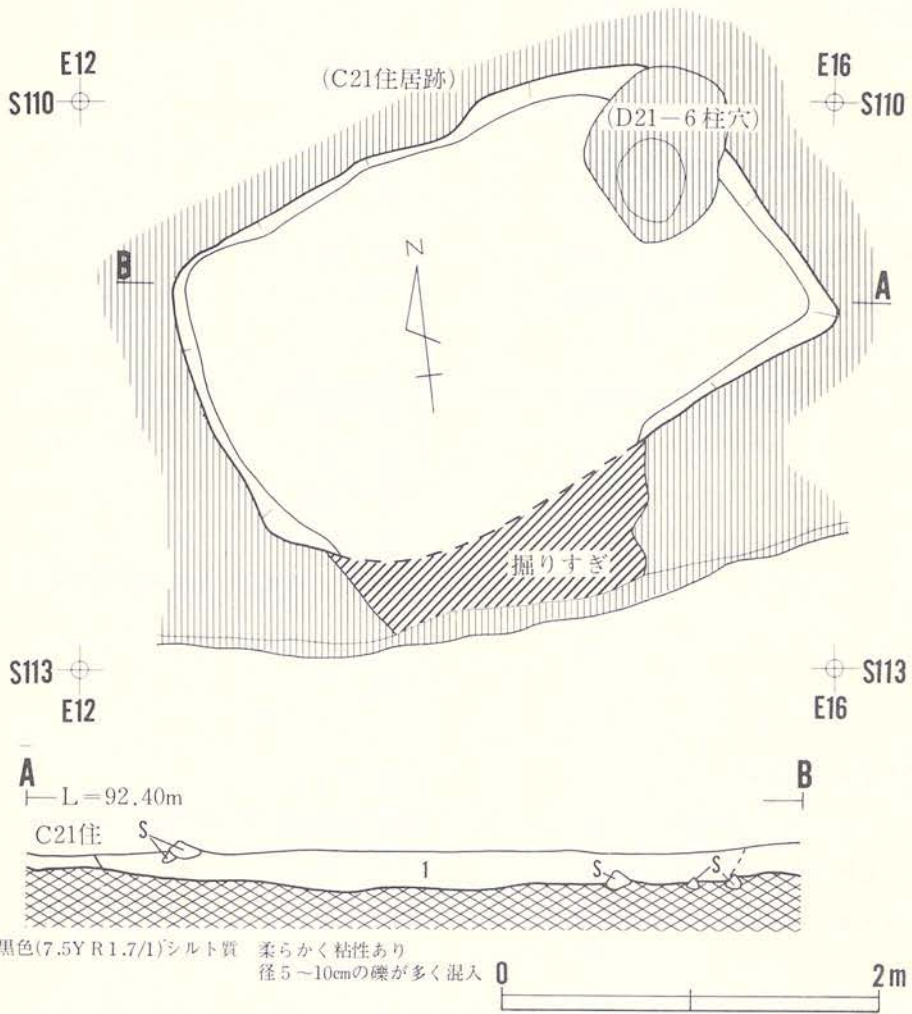 E12
E16
S110
(C21住居跡)
S110
(D21-6柱穴)
B
N
A
掘りすぎ
S113
S113
E12
E16
A
B
L=92.40m
C21住
S
1
S
S
黒色(7.5YR1.7/1)シルト質 柔らかく粘性あり
径5~10cmの礫が多く混入
0
2m